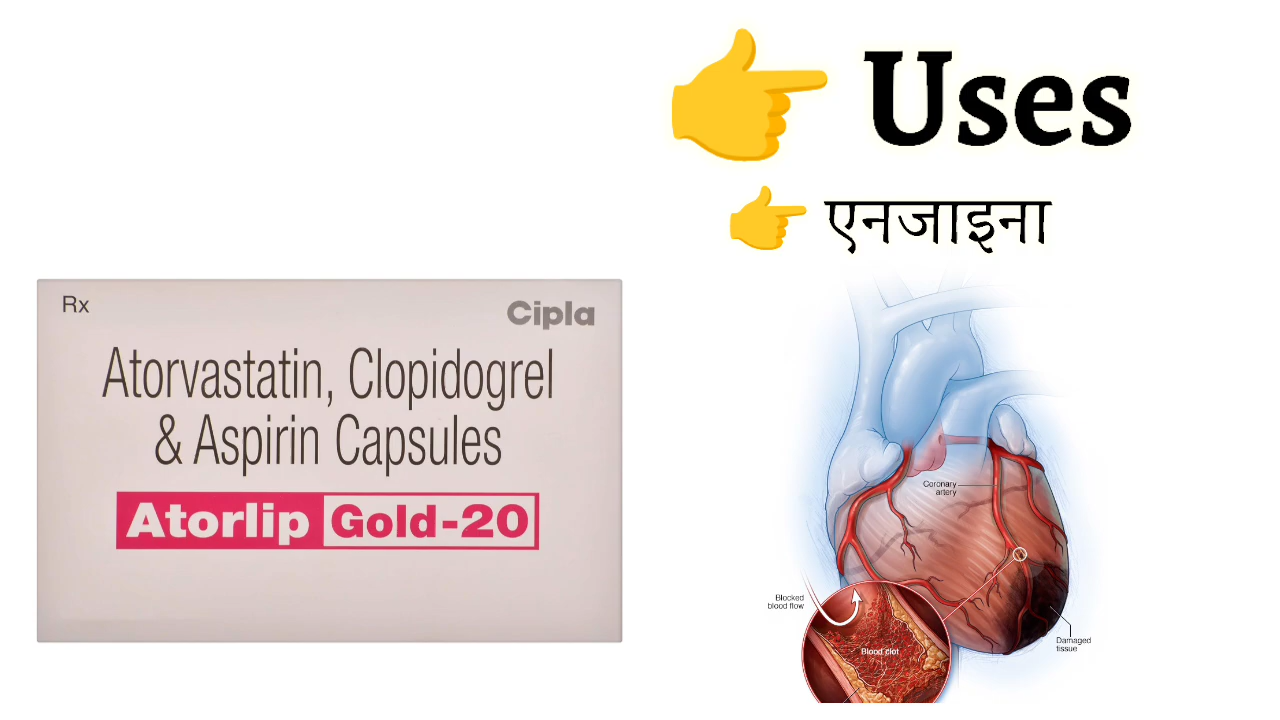 Uses
एनजाइना
Rx
Cipla
Atorvastatin, Clopidogrel
& Aspirin Capsules
Atorlip Gold-20
Coronary
artery
Blocked
blood flow
Blood clot
Damaged
tissue